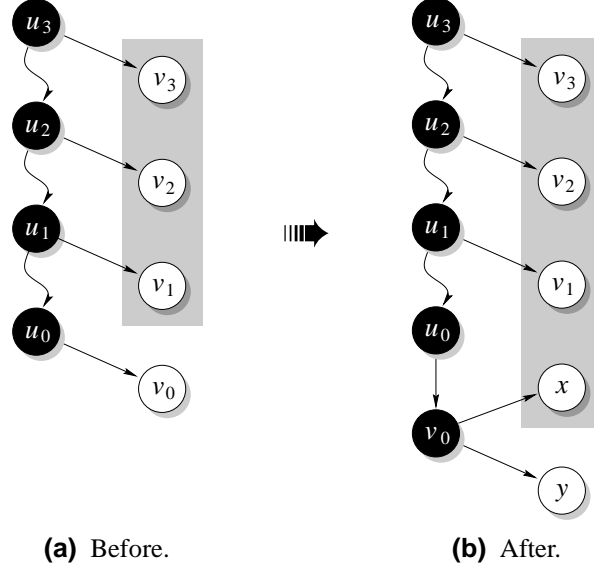 u3 u3
v3 v3
u2 u2
v2 v2
u1 u1
v1 v1
u0 u0
v0 x
v0
y
(a) Before. (b) After.